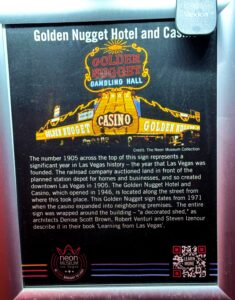 Golden Nugget Hotel and Casino
GOLDEN
NUGGET
GAMBLING HALL
GOLDEN NUGGET
CASINO
GOLDEN NUGGET
Credit: The Neon Museum Collection
The number 1905 across the top of this sign represents a
significant year in Las Vegas history – the year that Las Vegas was
founded. The railroad company auctioned land in front of the
planned station depot for homes and businesses, and so created
downtown Las Vegas in 1905. The Golden Nugget Hotel and
Casino, which opened in 1946, is located along the street from
where this took place. This Golden Nugget sign dates from 1971
when the casino expanded into neighboring premises. The entire
sign was wrapped around the building – "a decorated shed," as
architects Denise Scott Brown, Robert Venturi and Steven Izenour
describe it in their book 'Learning from Las Vegas'.
neon
MUSEUM